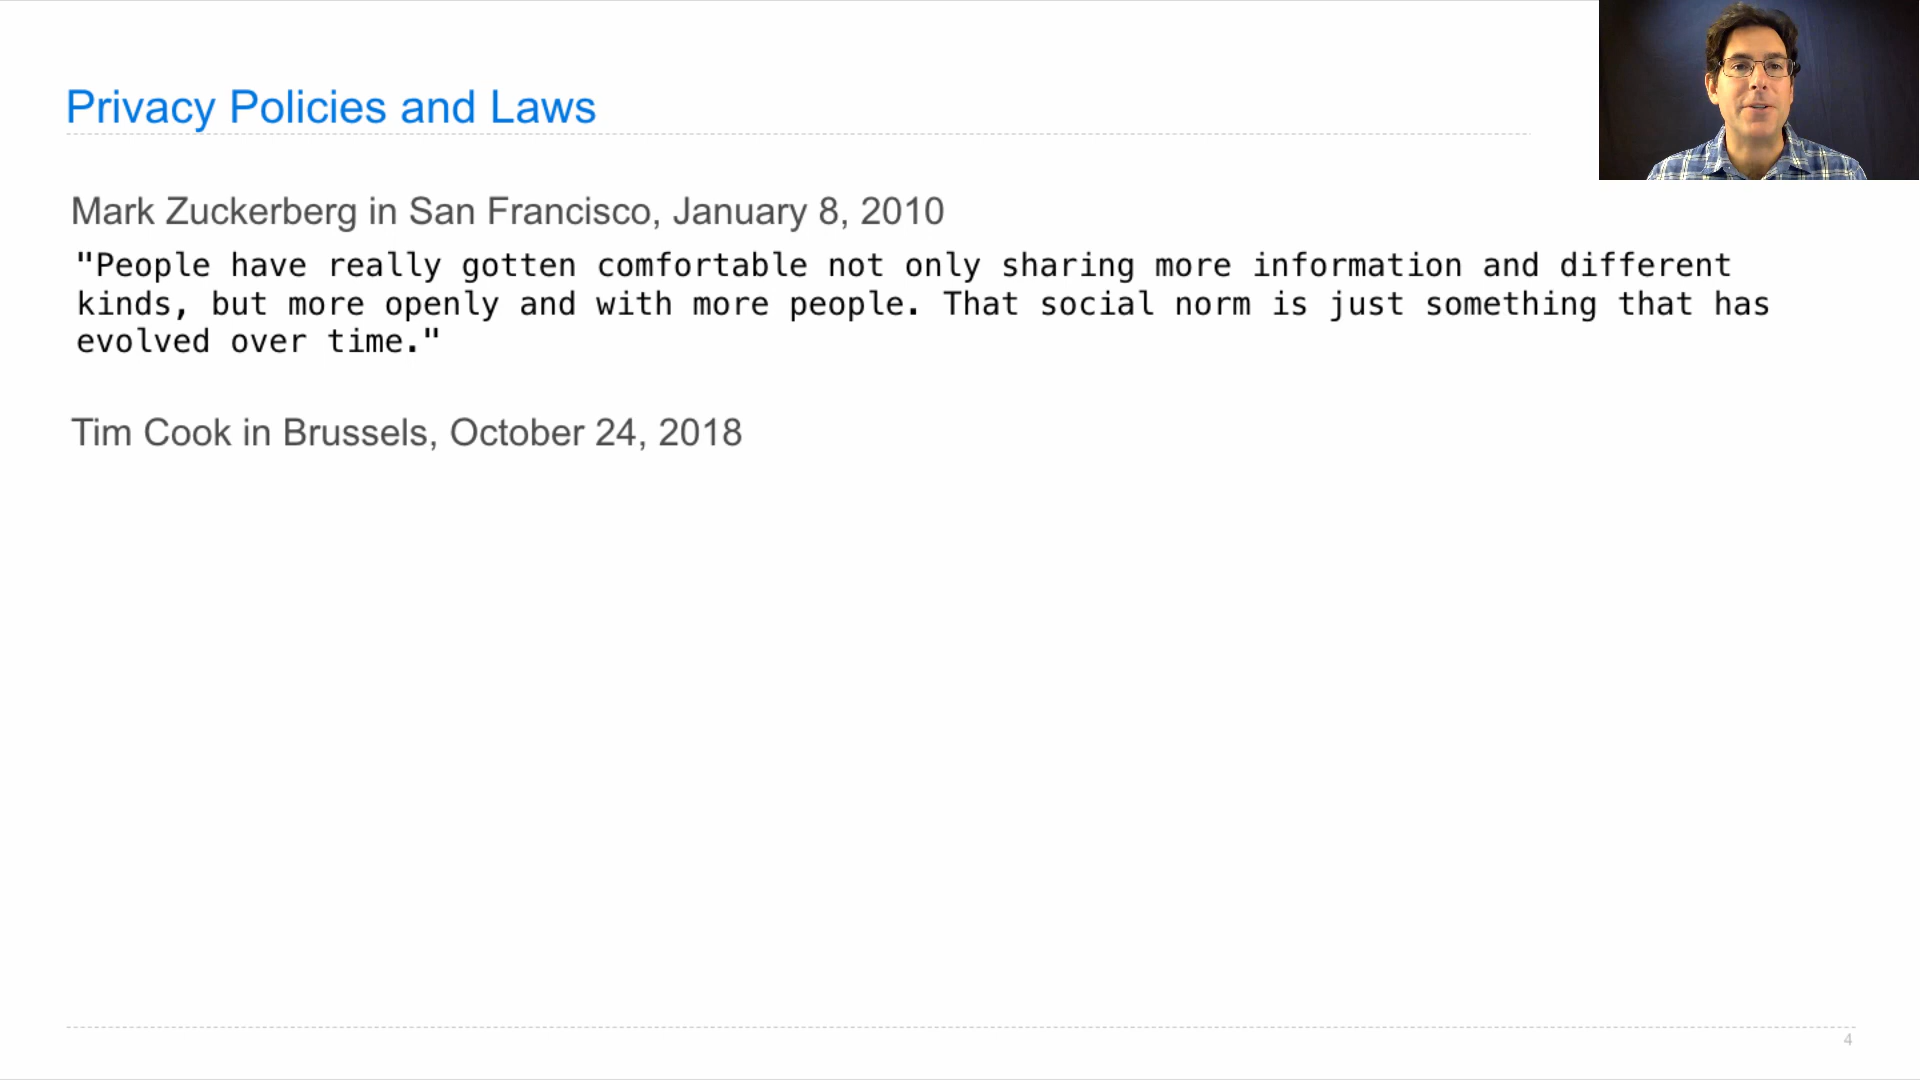 Privacy Policies and Laws
Mark Zuckerberg in San Francisco, January 8, 2010
"People have really gotten comfortable not only sharing more information and different
kinds, but more openly and with more people. That social norm is just something that has
evolved over time."
Tim Cook in Brussels, October 24, 2018
4